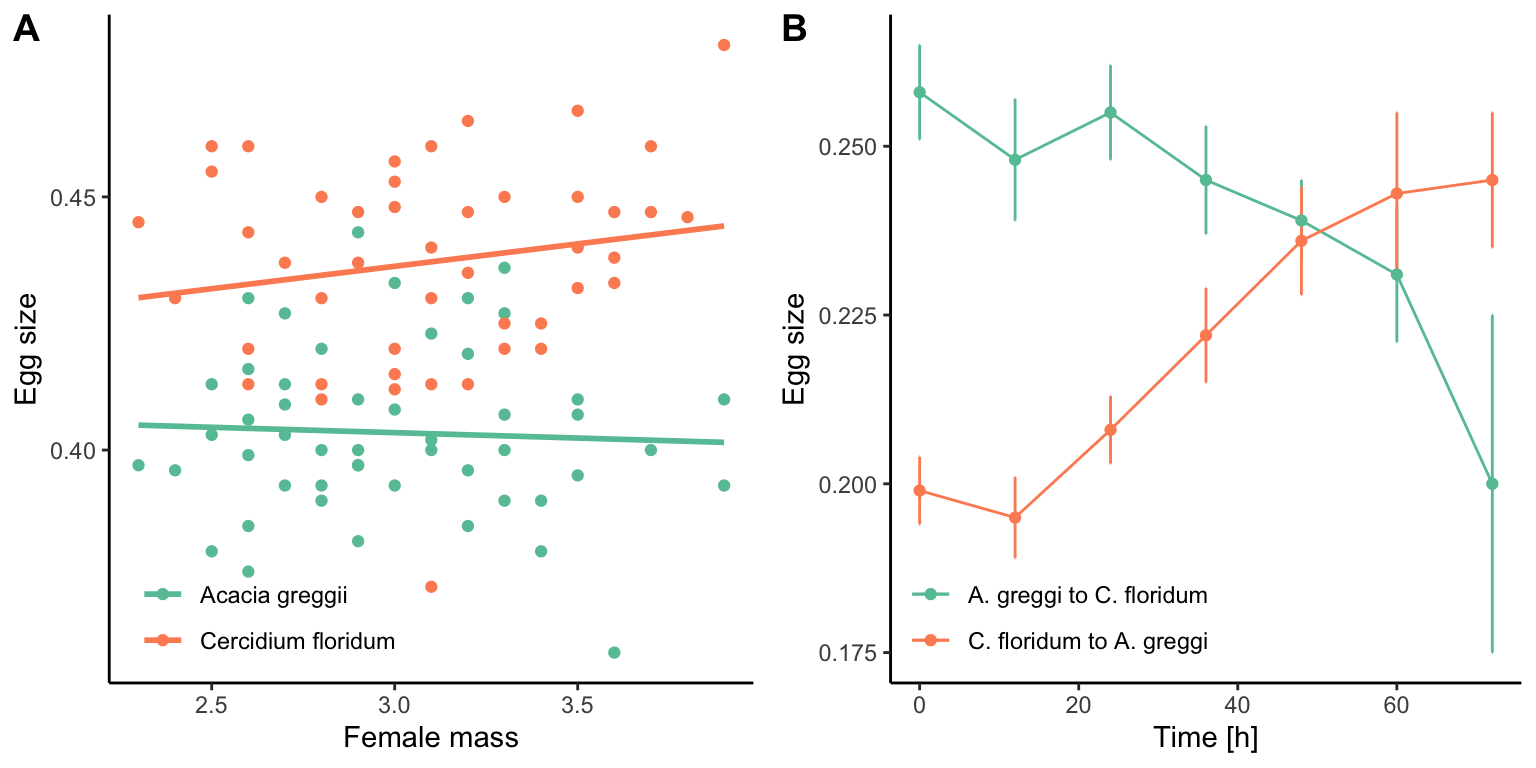 A
Egg size
0.45
0.40
Acacia greggii
Cercidium floridum
2.5 3.0 3.5
Female mass
B
Egg size
0.250
0.225
0.200
0.175
A. greggi to C. floridum
C. floridum to A. greggi
0 20 40 60
Time [h]